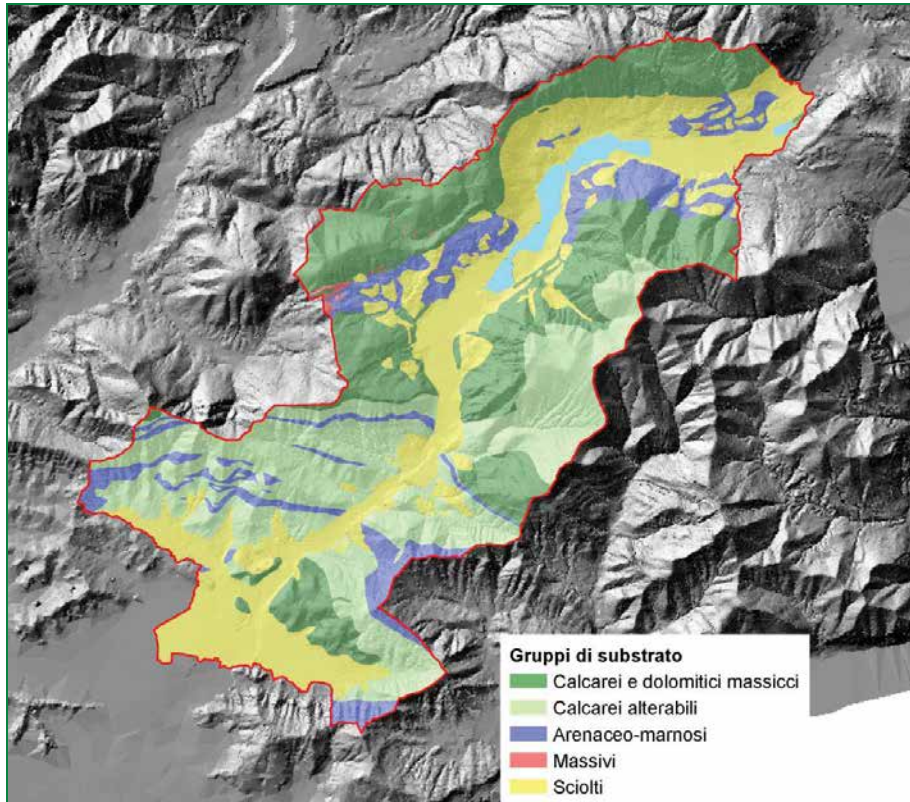 Gruppi di substrato
Calcarei e dolomitici massicci
Calcarei alterabili
Arenaceo-marnosi
Massivi
Sciolti